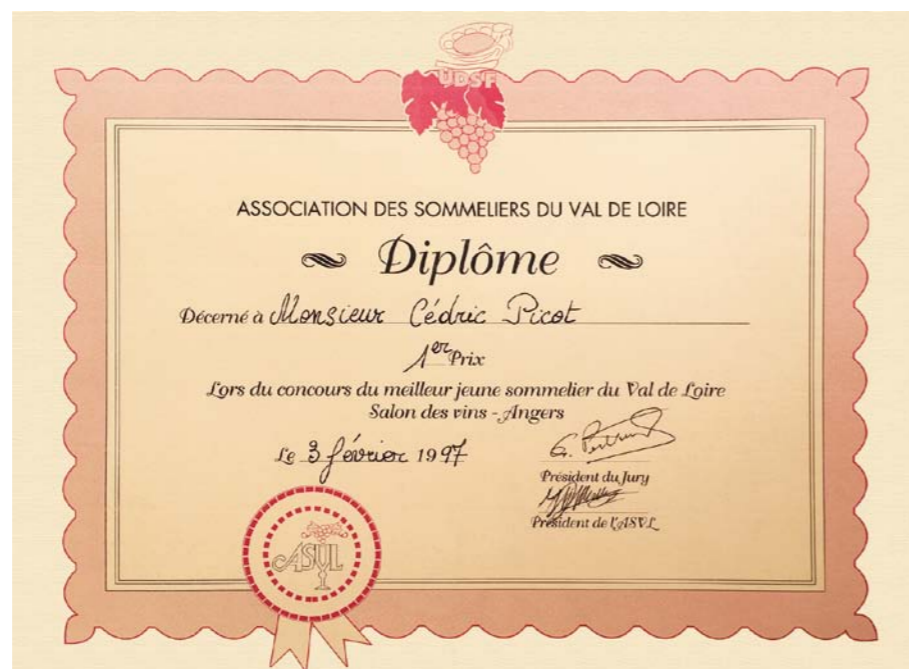 UDSF
ASSOCIATION DES SOMMELIERS DU VAL DE LOIRE
Diplôme
Décerné à Monsieur Cédric Picot
1er Prix
Lors du concours du meilleur jeune sommelier du Val de Loire
Salon des vins - Angers
Le 3 février 1997
Président du Jury
Président de l'ASVL
ASVL